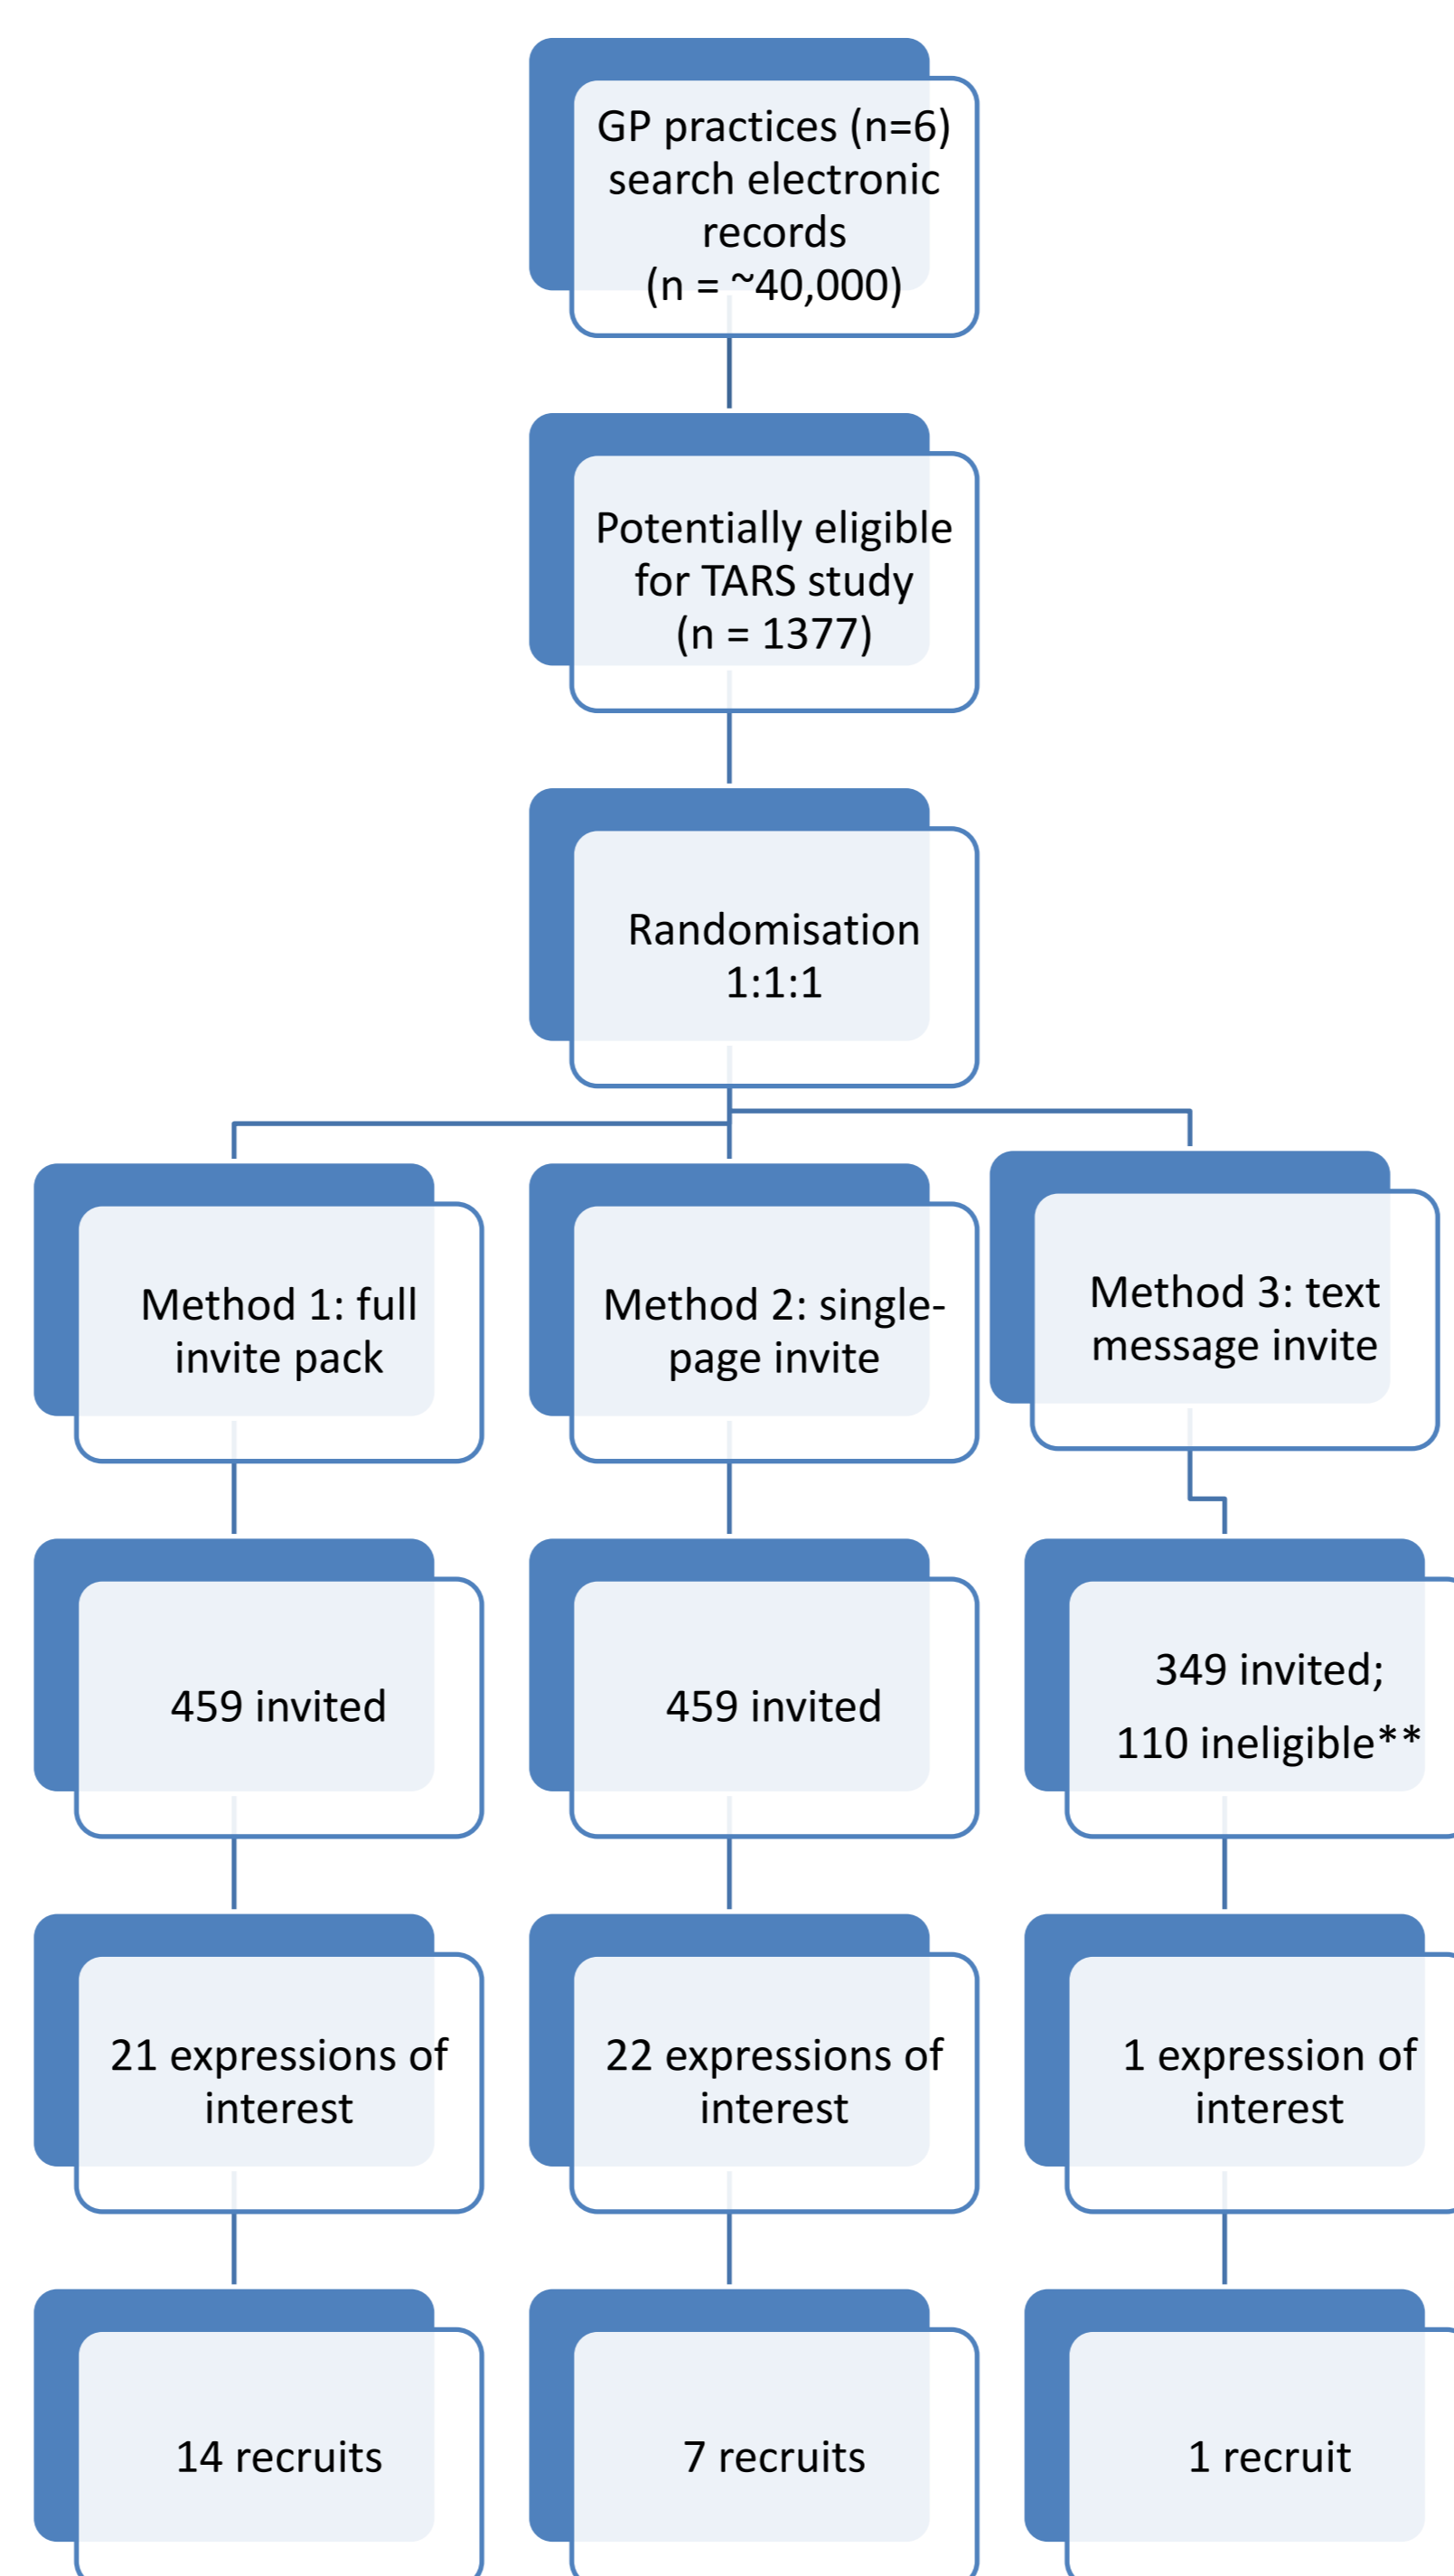 GP practices (n=6)
search electronic
records
(n = ~40,000)
Potentially eligible
for TARS study
(n = 1377)
Randomisation
1:1:1
Method 1: full
invite pack
Method 2: single-
page invite
Method 3: text
message invite
459 invited
459 invited
349 invited;
110 ineligible**
21 expressions of
interest
22 expressions of
interest
1 expression of
interest
14 recruits
7 recruits
1 recruit